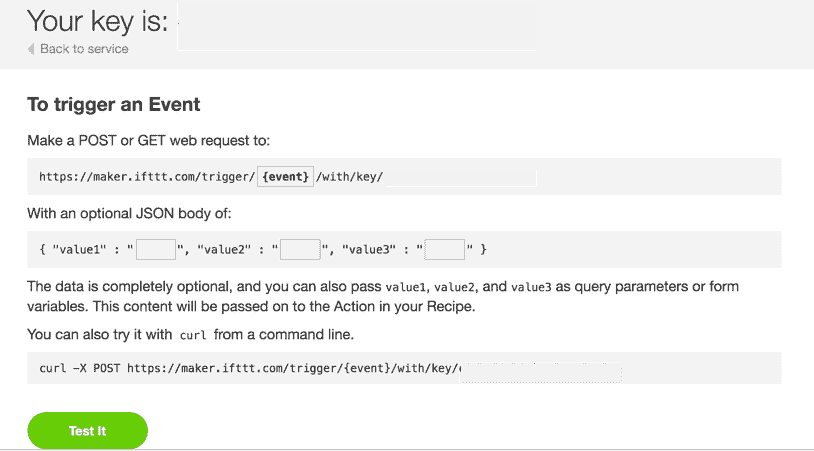 Your key is:
Back to service
To trigger an Event
Make a POST or GET web request to:
https://maker.ifttt.com/trigger/ {event} /with/key/
With an optional JSON body of:
{ "value1" : " ", "value2" : " ", "value3" : " " }
The data is completely optional, and you can also pass value1, value2, and value3 as query parameters or form
variables. This content will be passed on to the Action in your Recipe.
You can also try it with curl from a command line.
curl -X POST https://maker.ifttt.com/trigger/{event}/with/key/
Test It